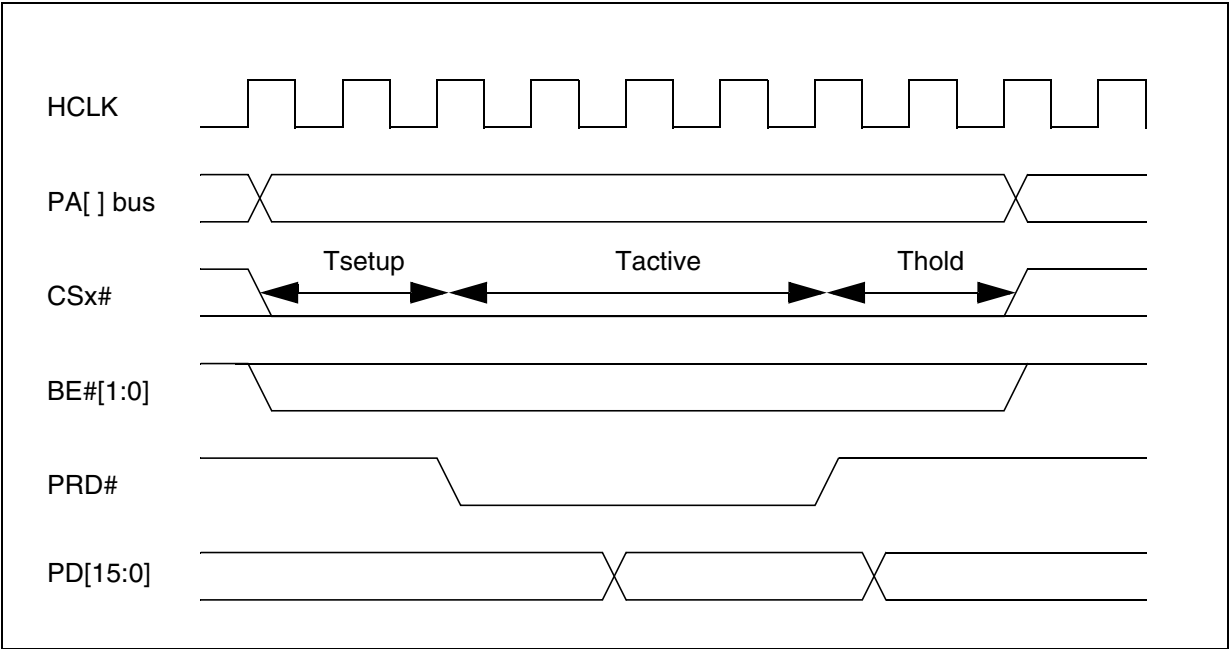 HCLK
PA[ ] bus
Tsetup Tactive Thold
CSx#
BE#[1:0]
PRD#
PD[15:0]